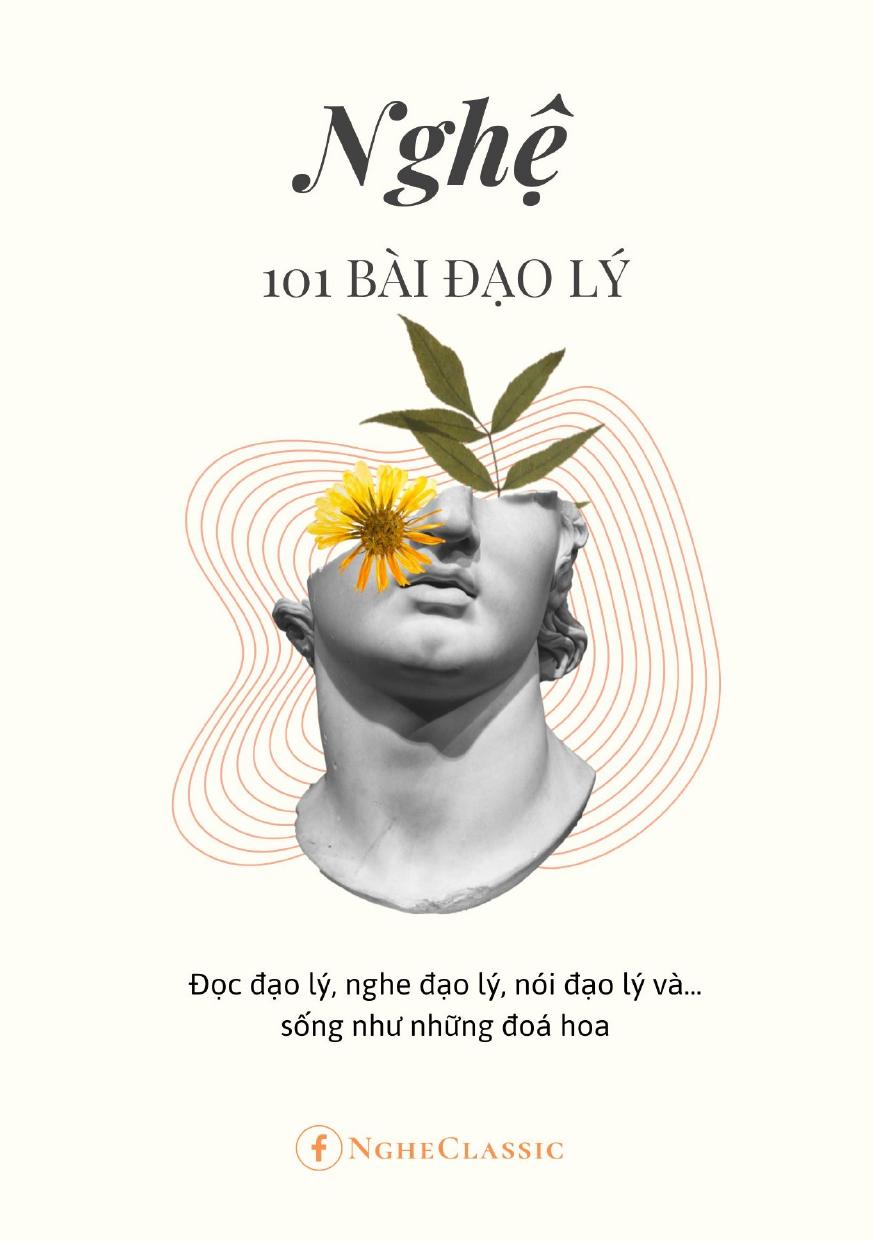 Nghệ
101 BÀI ĐẠO LÝ
Đọc đạo lý, nghe đạo lý, nói đạo lý và...
sống như những đoá hoa
NGHECLASSIC